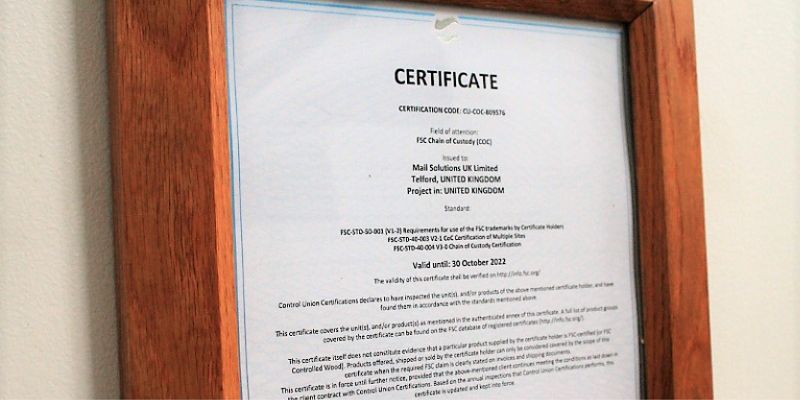 CERTIFICATE
CERTIFICATION CODE: CU-COC-809576
Field of attention:
FSC Chain of Custody (COC)
Issued to:
Mail Solutions UK Limited
Telford, UNITED KINGDOM
Project in: UNITED KINGDOM
Standard:
FSC-STD-50-001 (V1-2) Requirements for use of the FSC trademarks by Certificate Holders
FSC-STD-40-003 V2-1 CoC Certification of Multiple Sites
FSC-STD-40-004 V3-0 Chain of Custody Certification
Valid until: 30 October 2022
The validity of this certificate shall be verified on http://info.fsc.org/
Control Union Certifications declares to have inspected the unit(s), and/or products of the above mentioned certificate holder, and have
found them in accordance with the standards mentioned above.
This certificate covers the unit(s), and/or product(s) as mentioned in the authenticated annex of this certificate. A full list of product groups
covered by the certificate can be found on the FSC database of registered certificates (http://info.fsc.org/).
This certificate itself does not constitute evidence that a particular product supplied by the certificate holder is FSC-certified [or FSC
Controlled Wood]. Products offered, shipped or sold by the certificate holder can only be considered covered by the scope of this
certificate when the required FSC claim is clearly stated on invoices and shipping documents.
This certificate is in force until further notice, provided that the above-mentioned client continues meeting the conditions as laid down in
the client contract with Control Union Certifications. Based on the annual inspections that Control Union Certifications performs, this
certificate is updated and kept into force.